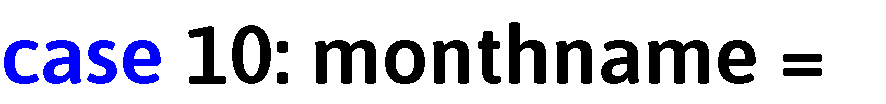 case 10: monthname =